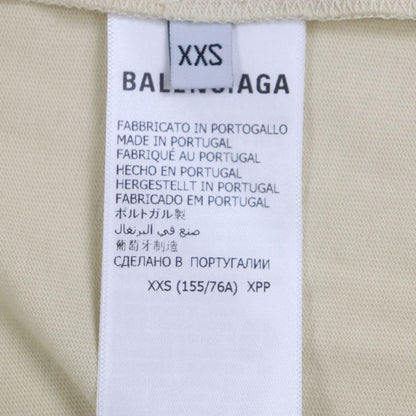 XXS
BALENCIAGA
FABBRICATO IN PORTOGALLO
MADE IN PORTUGAL
FABRIQUÉ AU PORTUGAL
HECHO EN PORTUGAL
HERGESTELLT IN PORTUGAL
FABRICADO EM PORTUGAL
ポルトガル製
صنع في البرتغال
葡萄牙制造
СДЕЛАНО В ПОРТУГАЛИИ
XXS (155/76A) XPP